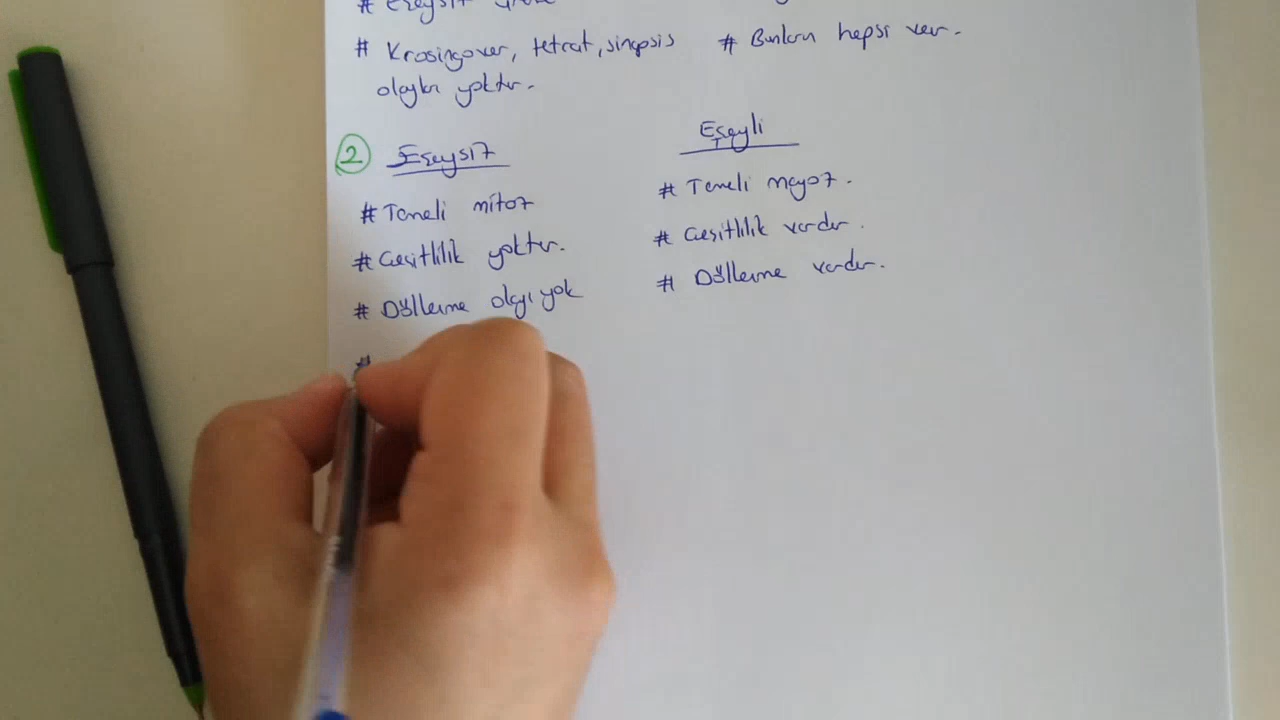 # Eşeysiz
# Krosingover, tetrat, sinapsis # Bunların hepsi var.
olayları yoktur.
2 Eşeysiz
Eşeyli
# Temeli mitoz
# Temeli mayoz.
# Çeşitlilik yoktur.
# Çeşitlilik vardır.
# Döllenme olayı yok
# Döllenme vardır.
#